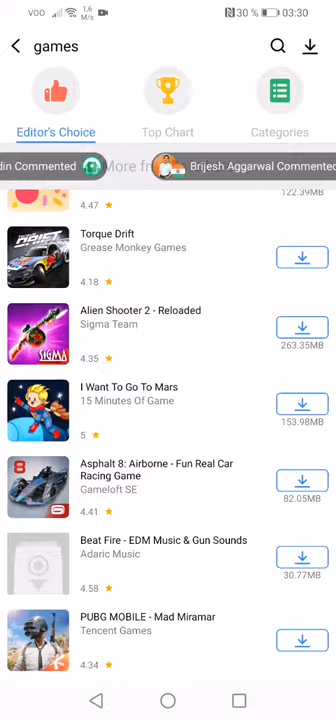 VOO 1,6 M/s 30 % 03:30
games
Editor's Choice Top Chart Categories
din Commented More fr Brijesh Aggarwal Commented
122.39MB
4.47
Torque Drift
Grease Monkey Games
4.18
Alien Shooter 2 - Reloaded
Sigma Team
263.35MB
4.35
SIGMA
I Want To Go To Mars
15 Minutes Of Game
153.98MB
5
8
Asphalt 8: Airborne - Fun Real Car
Racing Game
Gameloft SE
82.05MB
4.41
Beat Fire - EDM Music & Gun Sounds
Adaric Music
30.77MB
4.58
PUBG MOBILE - Mad Miramar
Tencent Games
4.34